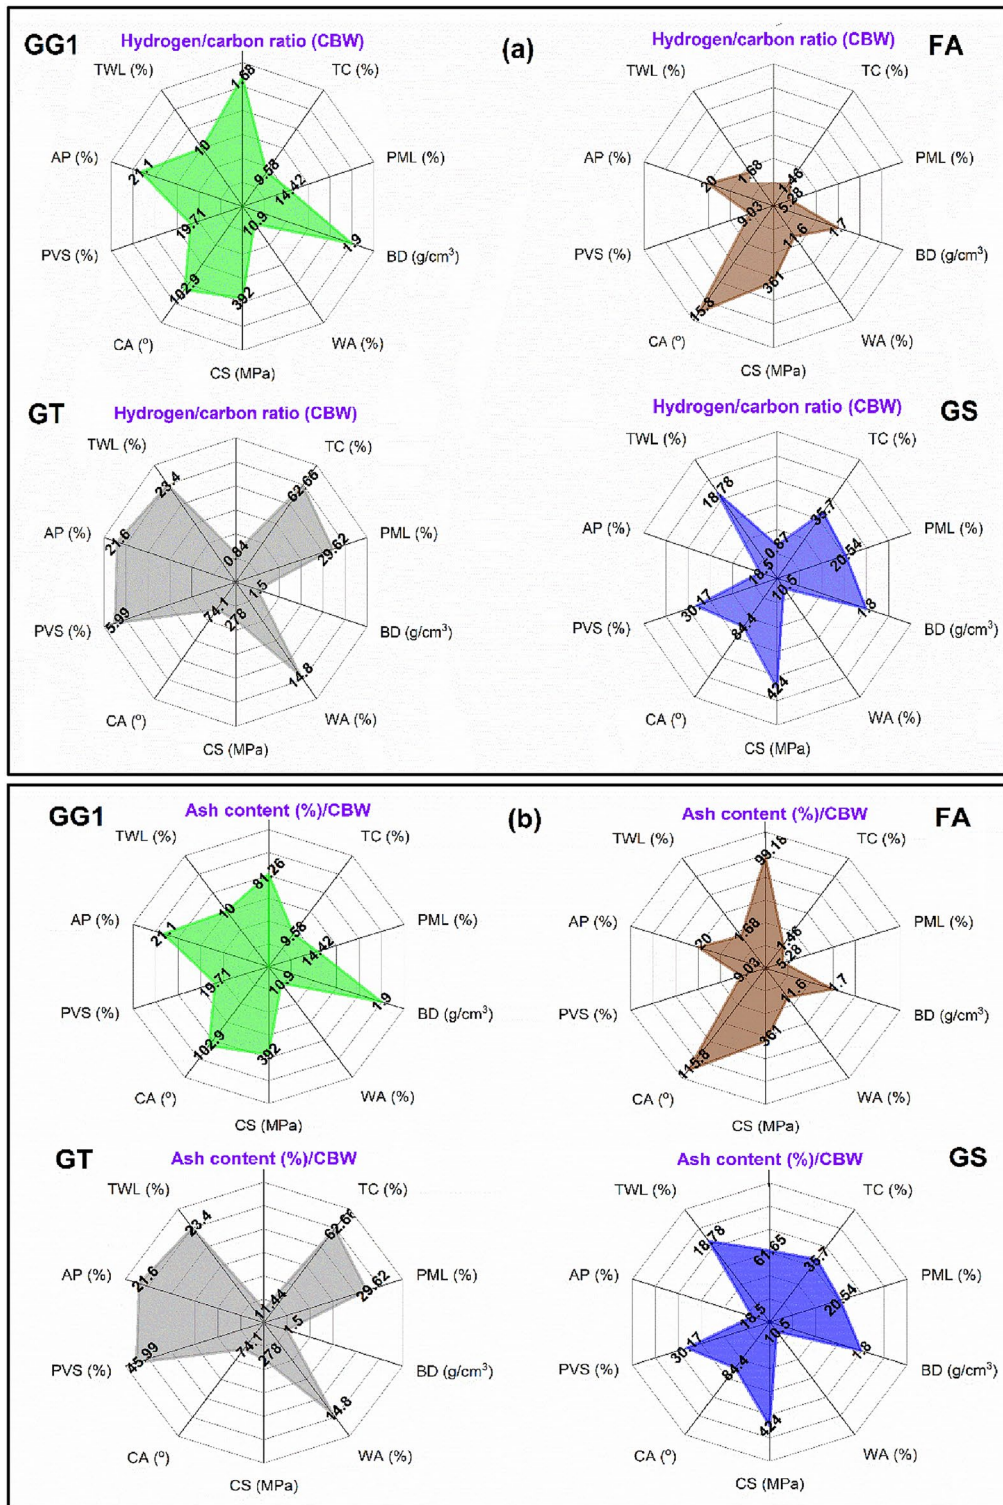 GG1
Hydrogen/carbon ratio (CBW)
(a)
Hydrogen/carbon ratio (CBW)
FA
TWL (%)
1.68
TC (%)
TWL (%)
TC (%)
AP (%)
21.1
10
9.58
14.42
PML (%)
AP (%)
20
1.68
1.46
5.28
PML (%)
PVS (%)
19.71
10.9
1.9
BD (g/cm³)
PVS (%)
9.03
11.6
1.7
BD (g/cm³)
CA (º)
102.9
392
WA (%)
CA (º)
15.8
361
WA (%)
CS (MPa)
CS (MPa)
GT
Hydrogen/carbon ratio (CBW)
Hydrogen/carbon ratio (CBW)
GS
TWL (%)
23.4
TC (%)
62.66
TWL (%)
18.78
TC (%)
35.7
AP (%)
21.6
0.84
29.62
PML (%)
AP (%)
18.5
0.87
20.54
PML (%)
PVS (%)
5.99
74.1
278
1.5
BD (g/cm³)
PVS (%)
30.17
10.5
1.8
BD (g/cm³)
CA (º)
14.8
WA (%)
CA (º)
84.4
424
WA (%)
CS (MPa)
CS (MPa)
GG1
Ash content (%)/CBW
(b)
Ash content (%)/CBW
FA
TWL (%)
81.26
TC (%)
TWL (%)
99.18
TC (%)
AP (%)
21.1
10
9.58
14.42
PML (%)
AP (%)
20
1.68
1.46
5.28
PML (%)
PVS (%)
19.71
10.9
1.9
BD (g/cm³)
PVS (%)
9.03
11.6
1.7
BD (g/cm³)
CA (º)
102.9
392
WA (%)
CA (º)
115.8
361
WA (%)
CS (MPa)
CS (MPa)
GT
Ash content (%)/CBW
Ash content (%)/CBW
GS
TWL (%)
23.4
TC (%)
62.66
TWL (%)
18.78
61.65
TC (%)
35.7
AP (%)
21.6
11.44
29.62
PML (%)
AP (%)
18.5
20.54
PML (%)
PVS (%)
45.99
74.1
278
1.5
BD (g/cm³)
PVS (%)
30.17
10.5
1.8
BD (g/cm³)
CA (º)
14.8
WA (%)
CA (º)
84.4
424
WA (%)
CS (MPa)
CS (MPa)